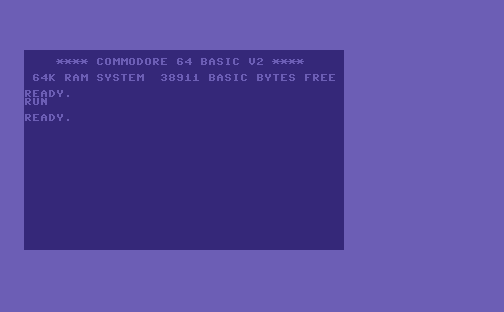 **** COMMODORE 64 BASIC V2 ****
64K RAM SYSTEM  38911 BASIC BYTES FREE
READY.
RUN
READY.